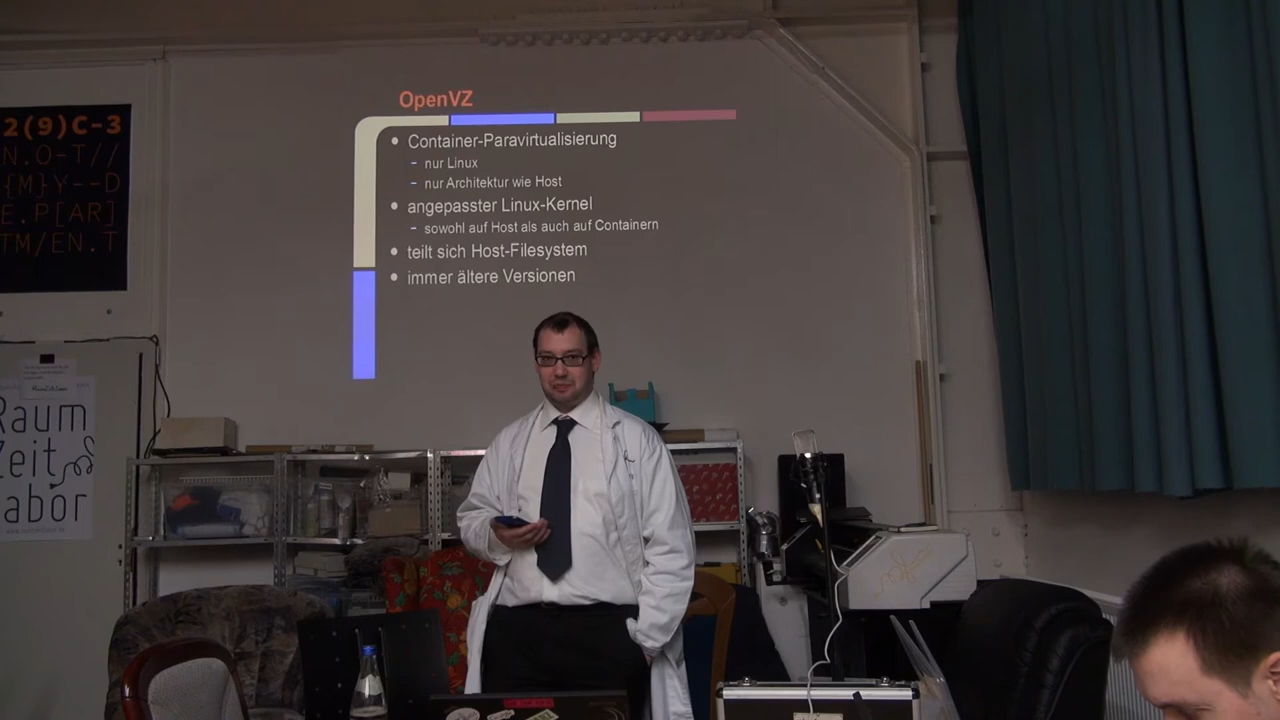 OpenVZ
Container-Paravirtualisierung
nur Linux
nur Architektur wie Host
angepasster Linux-Kernel
sowohl auf Host als auch auf Containern
teilt sich Host-Filesystem
immer ältere Versionen
2(9)C-3
N.O-T//
{M}Y--D
E.P[AR]
TM/EN.T
Raum
Zeit
Labor